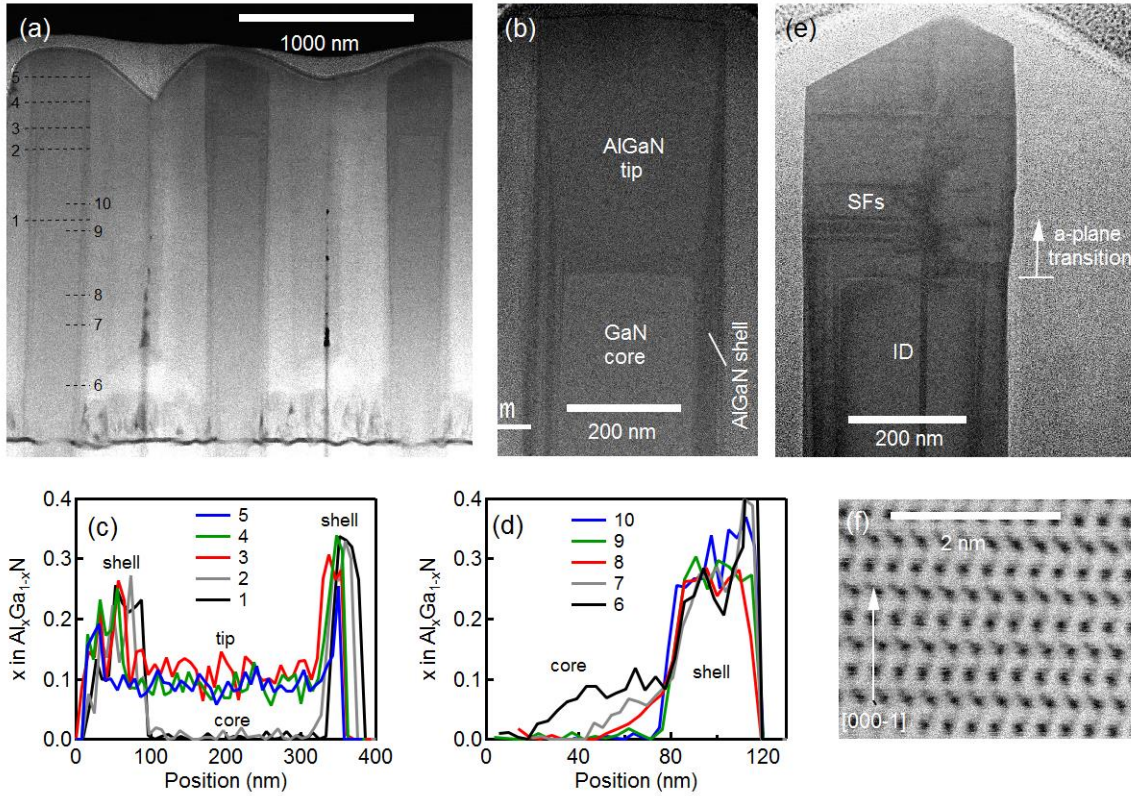 (a)
1000 nm
5
4
3
2
10
1
9
8
7
6
(b)
AlGaN
tip
GaN
core
AlGaN shell
m
200 nm
(e)
SFs
a-plane
transition
ID
200 nm
(c)
0.4
0.3
0.2
0.1
0.0
x in AlₓGa₁₋ₓN
shell
5
4
3
2
1
shell
tip
core
0 100 200 300 400
Position (nm)
(d)
0.4
0.3
0.2
0.1
0.0
x in AlₓGa₁₋ₓN
10
9
8
7
6
core
shell
0 40 80 120
Position (nm)
(f)
2 nm
[000-1]